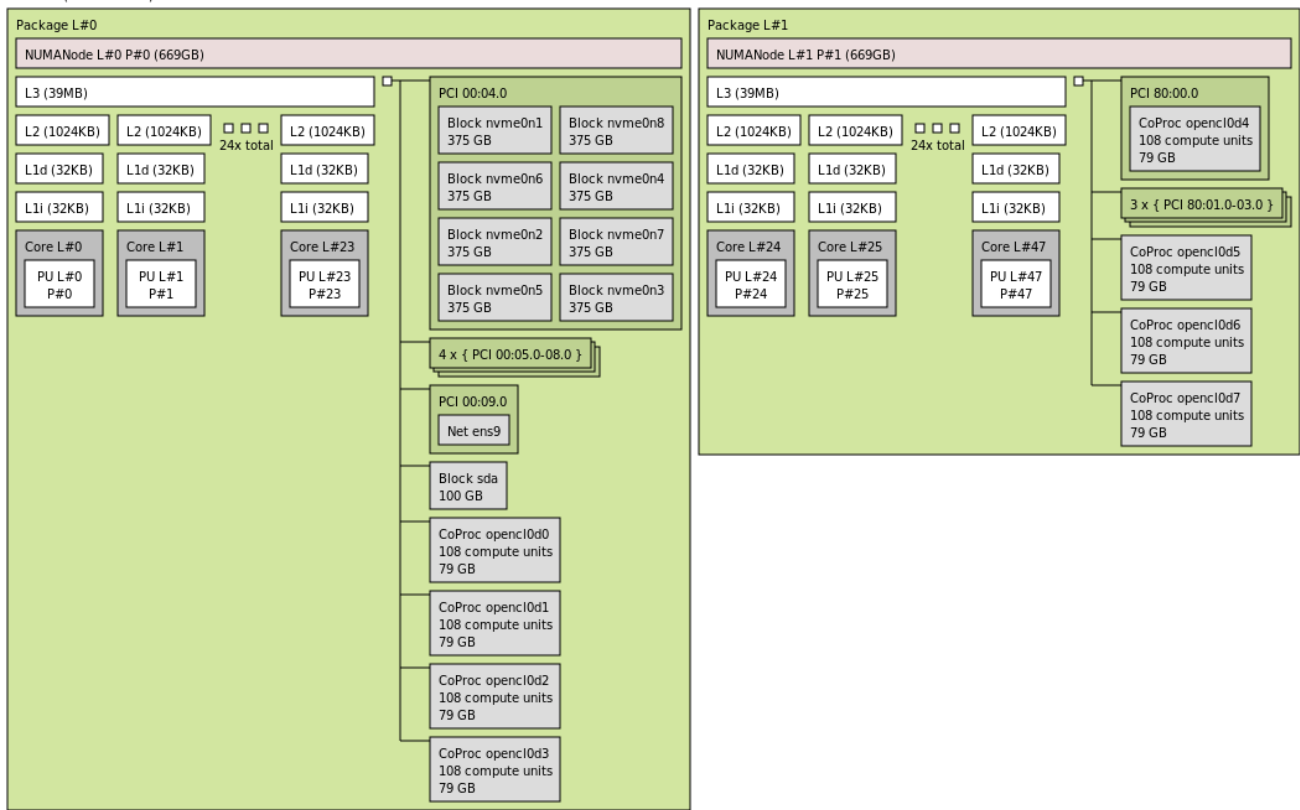 Package L#0
NUMANode L#0 P#0 (669GB)
L3 (39MB)
L2 (1024KB) L2 (1024KB) 24x total L2 (1024KB)
L1d (32KB) L1d (32KB) L1d (32KB)
L1i (32KB) L1i (32KB) L1i (32KB)
Core L#0 Core L#1 Core L#23
PU L#0 PU L#1 PU L#23
P#0 P#1 P#23
PCI 00:04.0
Block nvme0n1 Block nvme0n8
375 GB 375 GB
Block nvme0n6 Block nvme0n4
375 GB 375 GB
Block nvme0n2 Block nvme0n7
375 GB 375 GB
Block nvme0n5 Block nvme0n3
375 GB 375 GB
4 x { PCI 00:05.0-08.0 }
PCI 00:09.0
Net ens9
Block sda
100 GB
CoProc opencl0d0
108 compute units
79 GB
CoProc opencl0d1
108 compute units
79 GB
CoProc opencl0d2
108 compute units
79 GB
CoProc opencl0d3
108 compute units
79 GB
Package L#1
NUMANode L#1 P#1 (669GB)
L3 (39MB)
L2 (1024KB) L2 (1024KB) 24x total L2 (1024KB)
L1d (32KB) L1d (32KB) L1d (32KB)
L1i (32KB) L1i (32KB) L1i (32KB)
Core L#24 Core L#25 Core L#47
PU L#24 PU L#25 PU L#47
P#24 P#25 P#47
PCI 80:00.0
CoProc opencl0d4
108 compute units
79 GB
3 x { PCI 80:01.0-03.0 }
CoProc opencl0d5
108 compute units
79 GB
CoProc opencl0d6
108 compute units
79 GB
CoProc opencl0d7
108 compute units
79 GB